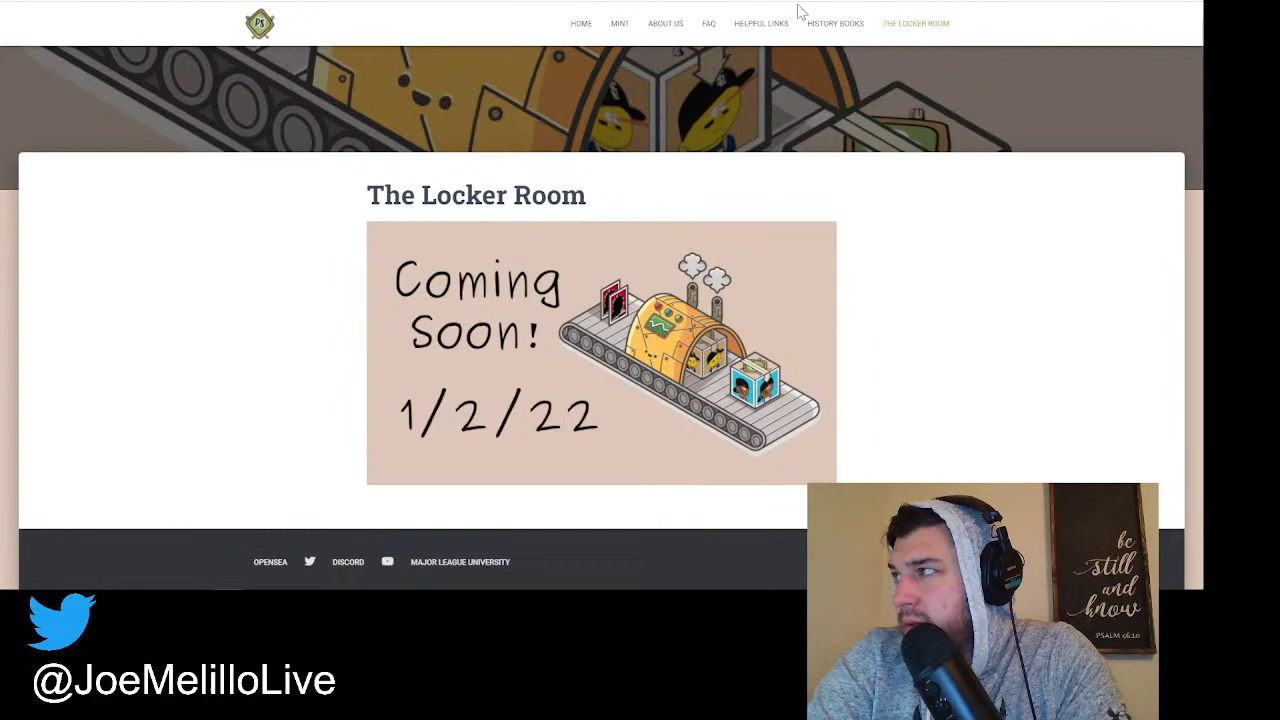 PS
HOME MINT ABOUT US FAQ HELPFUL LINKS HISTORY BOOKS THE LOCKER ROOM
The Locker Room
Coming
Soon!
1/2/22
OPENSEA DISCORD MAJOR LEAGUE UNIVERSITY
be
still
and
know
PSALM 46:10
@JoeMelilloLive